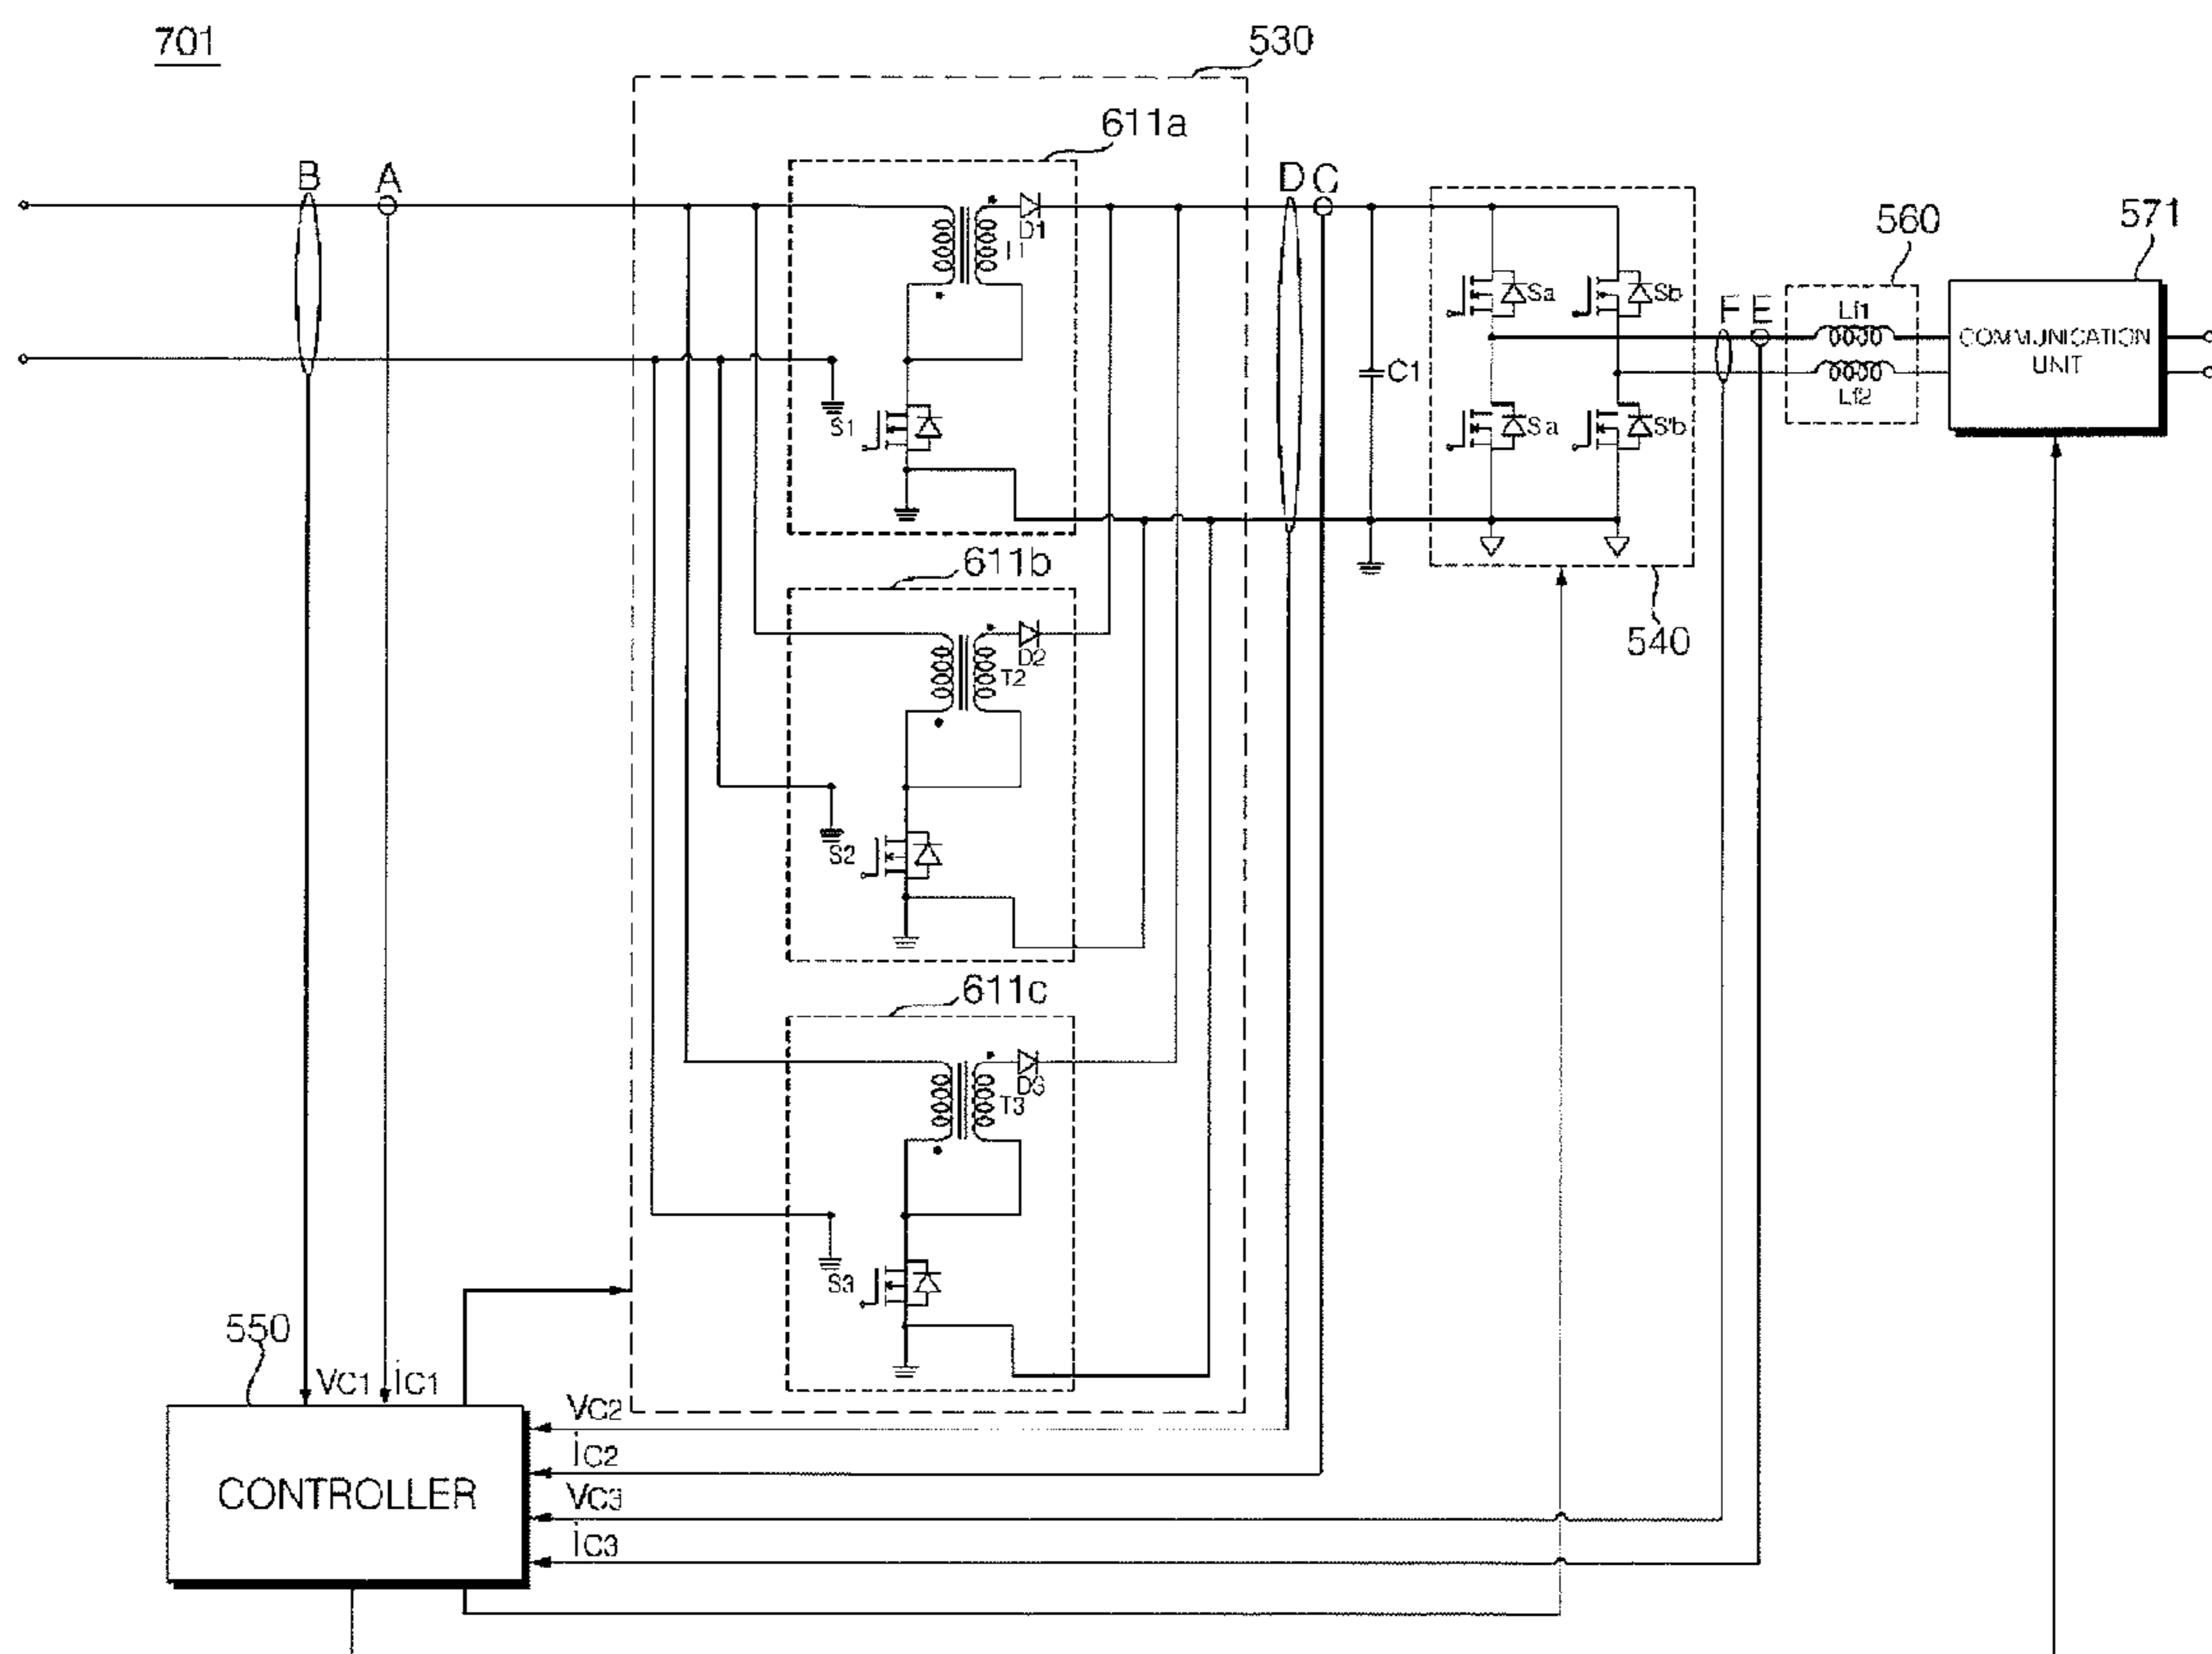 701
530
611a
B
A
D C
D1
T1
560
571
Sa
Sb
F E
Lf1
COMMUNICATION
UNIT
Lf2
C1
S1
Sa
S'b
611b
540
D2
T2
S2
611c
D3
T3
S3
550
VC1
iC1
VC2
iC2
CONTROLLER
VC3
iC3